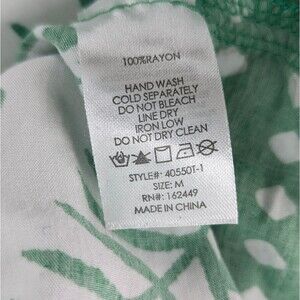 100%RAYON
HAND WASH
COLD SEPARATELY
DO NOT BLEACH
LINE DRY
IRON LOW
DO NOT DRY CLEAN
STYLE#: 40550T-1
SIZE: M
RN#: 162449
MADE IN CHINA